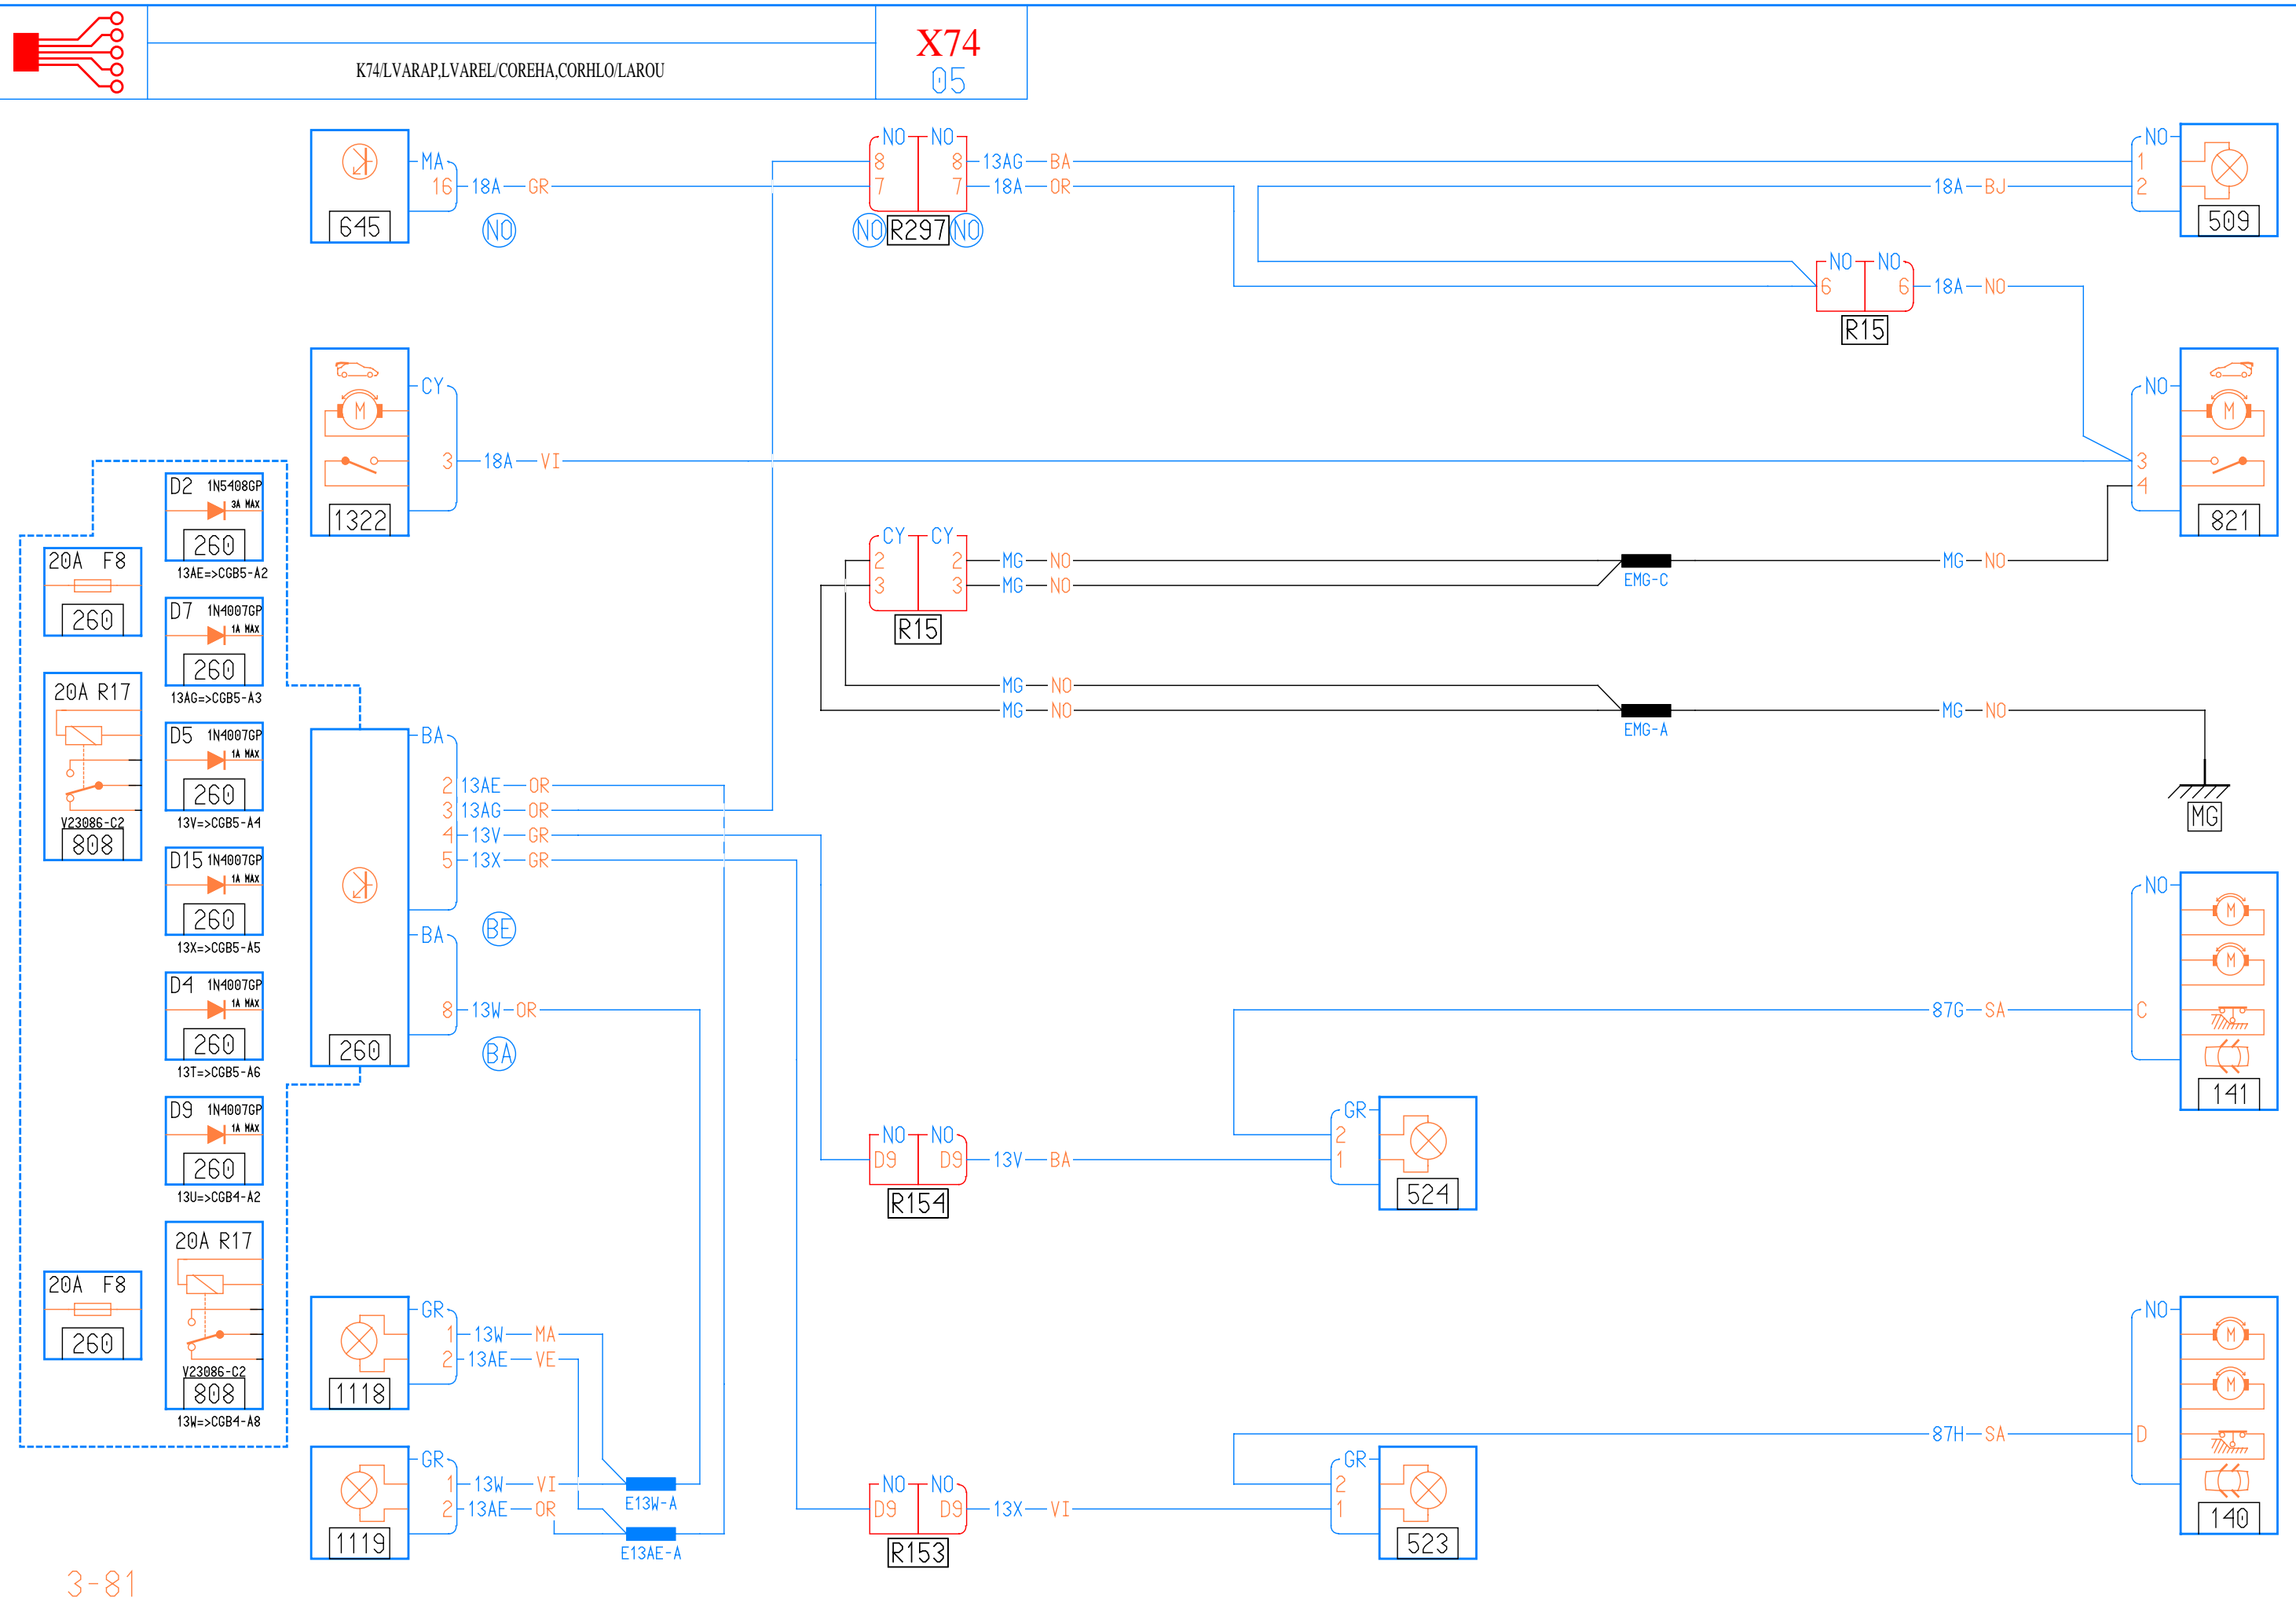 X74
K74/LVARAP,LVAREL/COREHA,CORHLO/LAROU
05
MA
16 18A GR
645
NO
NO NO
8 8 13AG BA
7 7 18A OR
NO R297 NO
NO
1
18A BJ 2
509
NO NO
6 6 18A NO
R15
CY
M
3 18A VI
1322
NO
M
3
4
821
D2 1N5408GP
3A MAX
260
13AE=>CGB5-A2
20A F8
260
D7 1N4007GP
1A MAX
260
13AG=>CGB5-A3
20A R17
V23086-C2
808
D5 1N4007GP
1A MAX
260
13V=>CGB5-A4
D15 1N4007GP
1A MAX
260
13X=>CGB5-A5
D4 1N4007GP
1A MAX
260
13T=>CGB5-A6
D9 1N4007GP
1A MAX
260
13U=>CGB4-A2
20A R17
V23086-C2
808
13W=>CGB4-A8
20A F8
260
CY CY
2 2 MG NO
3 3 MG NO
R15
EMG-C
MG NO
MG NO
MG NO
EMG-A
MG NO
MG
BA
2 13AE OR
3 13AG OR
4 13V GR
5 13X GR
BE
BA
8 13W OR
260
BA
NO
M
M
87G SA C
141
NO NO
D9 D9 13V BA
R154
GR
2
1
524
GR
1 13W MA
2 13AE VE
1118
GR
1 13W VI
2 13AE OR
1119
E13W-A
E13AE-A
NO NO
D9 D9 13X VI
R153
GR
2
1
523
NO
M
M
87H SA D
140
3-81